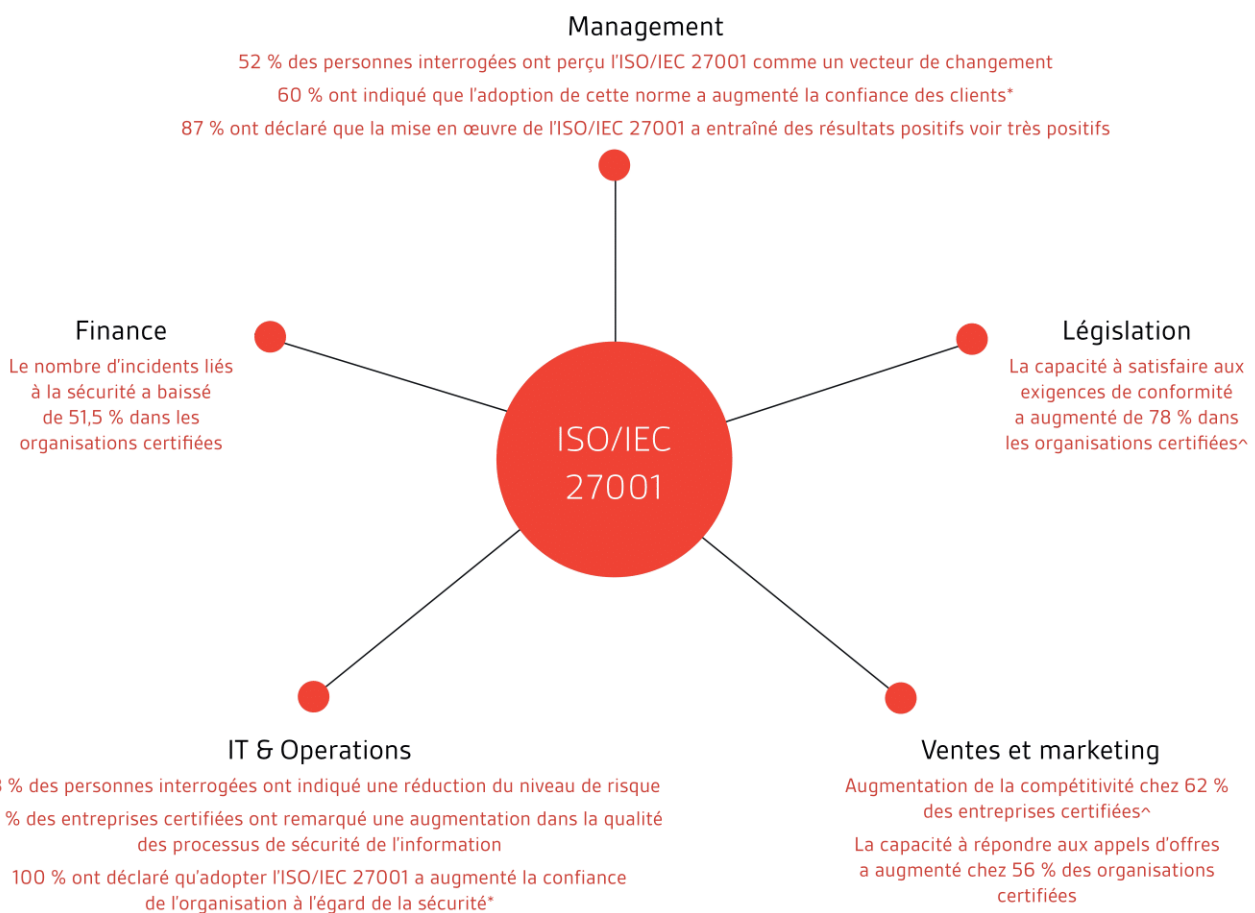 Management
52 % des personnes interrogées ont perçu l'ISO/IEC 27001 comme un vecteur de changement
60 % ont indiqué que l'adoption de cette norme a augmenté la confiance des clients*
87 % ont déclaré que la mise en œuvre de l'ISO/IEC 27001 a entraîné des résultats positifs voir très positifs
Finance
Le nombre d'incidents liés
à la sécurité a baissé
de 51,5 % dans les
organisations certifiées
Législation
La capacité à satisfaire aux
exigences de conformité
a augmenté de 78 % dans
les organisations certifiées^
ISO/IEC
27001
IT & Operations
% des personnes interrogées ont indiqué une réduction du niveau de risque
% des entreprises certifiées ont remarqué une augmentation dans la qualité
des processus de sécurité de l'information
100 % ont déclaré qu'adopter l'ISO/IEC 27001 a augmenté la confiance
de l'organisation à l'égard de la sécurité*
Ventes et marketing
Augmentation de la compétitivité chez 62 %
des entreprises certifiées^
La capacité à répondre aux appels d'offres
a augmenté chez 56 % des organisations
certifiées